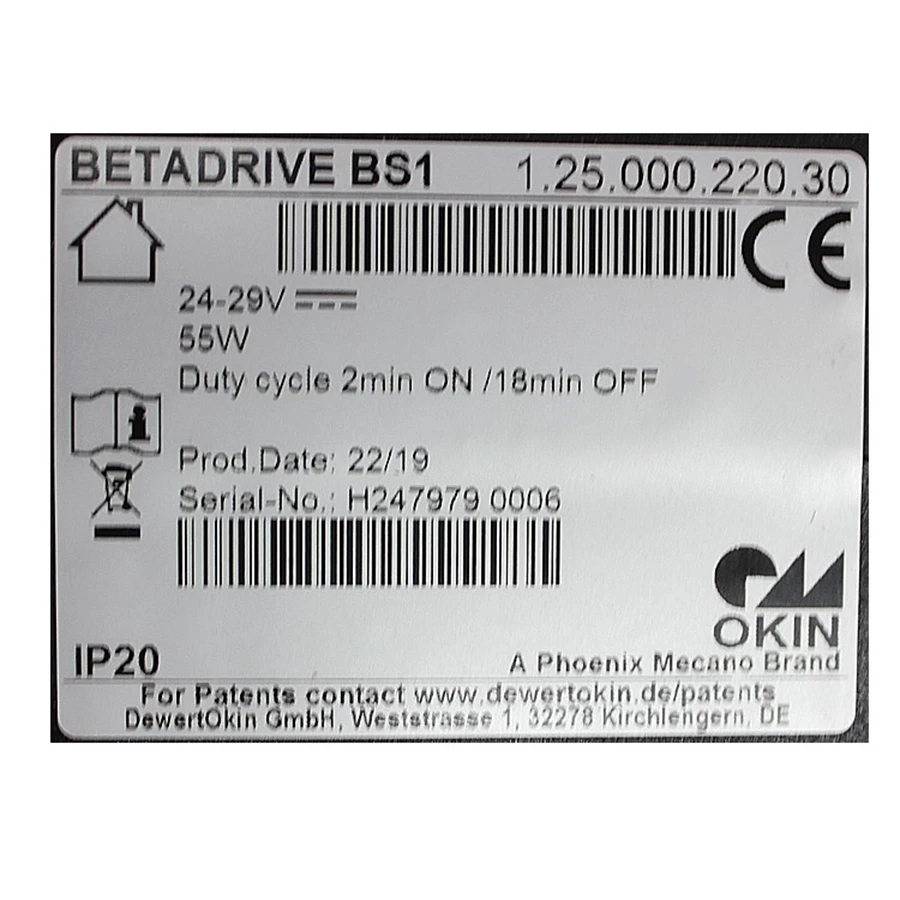 BETADRIVE BS1 1.25.000.220.30
CE
24-29V
55W
Duty cycle 2min ON /18min OFF
i
Prod.Date: 22/19
Serial-No.: H247979 0006
OKIN
IP20
A Phoenix Mecano Brand
For Patents contact www.dewertokin.de/patents
DewertOkin GmbH, Weststrasse 1, 32278 Kirchlengern, DE